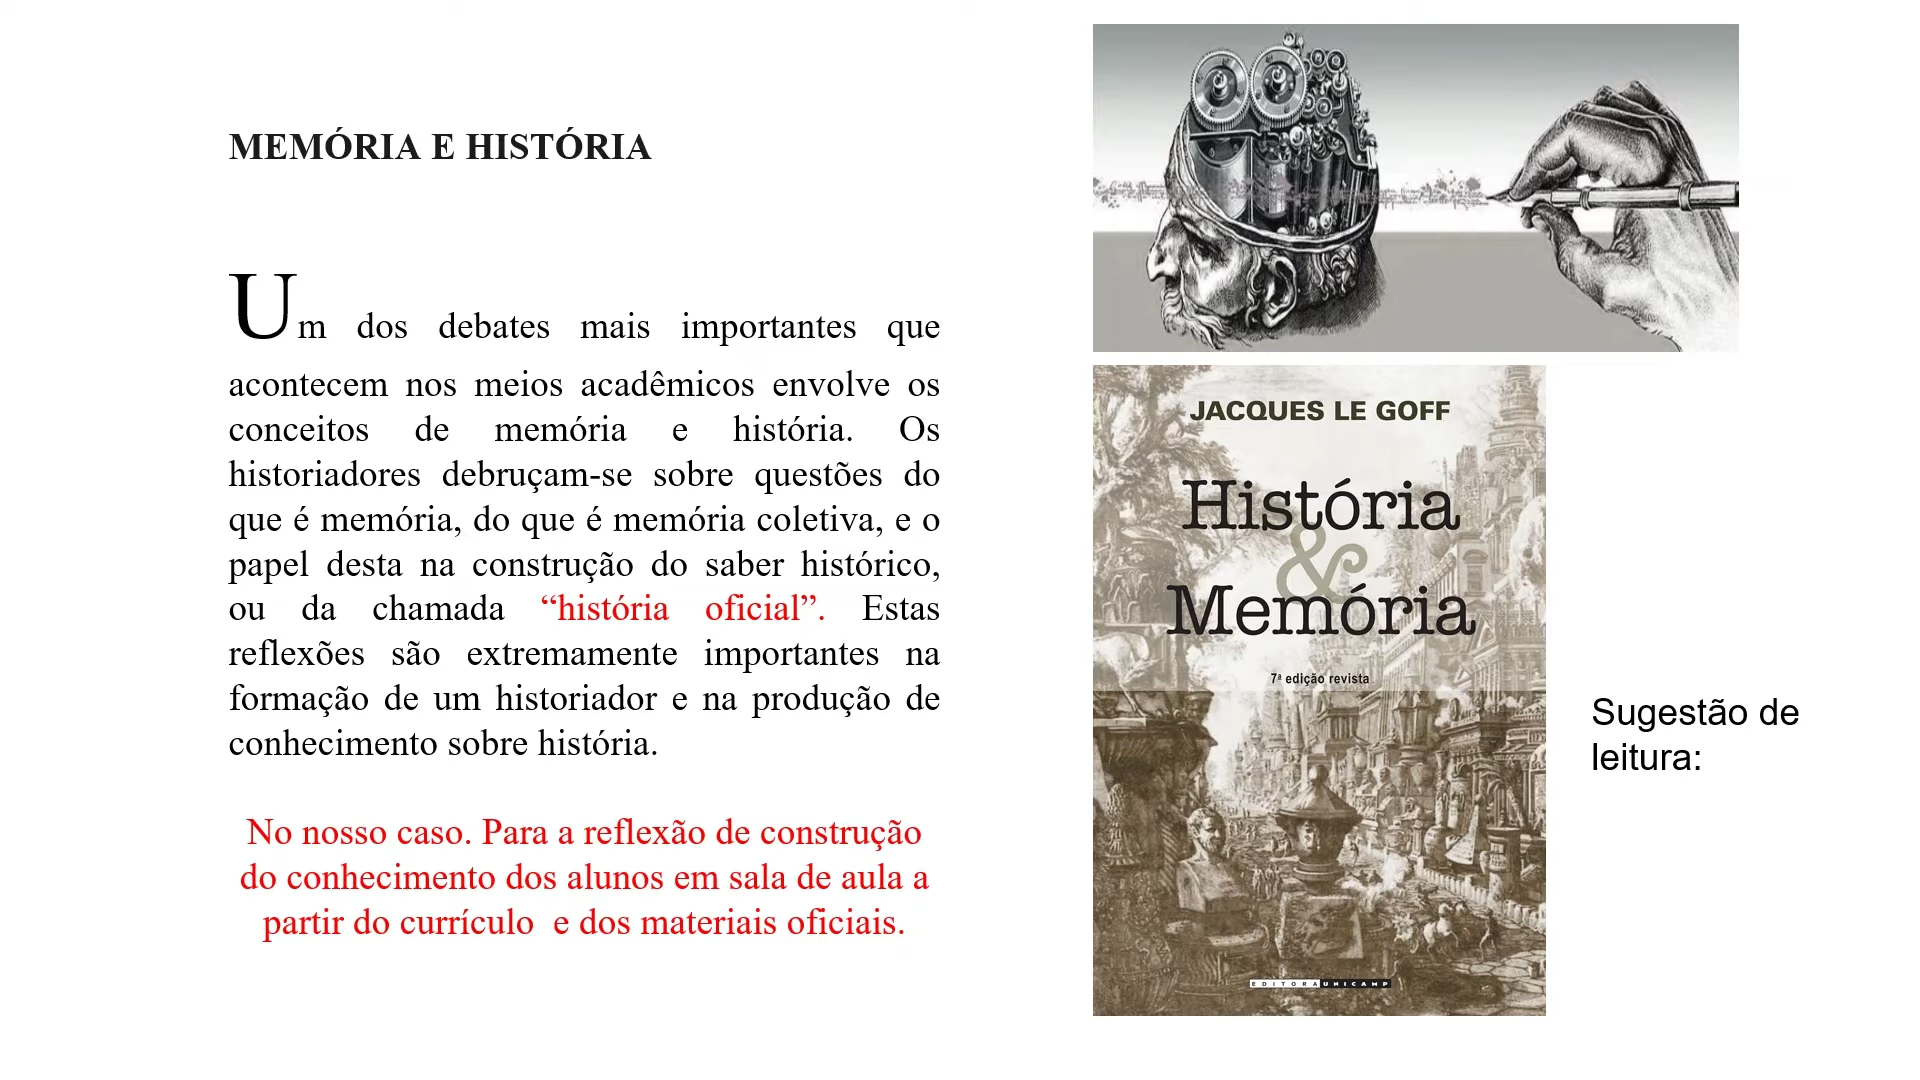 MEMÓRIA E HISTÓRIA
Um dos debates mais importantes que
acontecem nos meios acadêmicos envolve os
conceitos de memória e história. Os
historiadores debruçam-se sobre questões do
que é memória, do que é memória coletiva, e o
papel desta na construção do saber histórico,
ou da chamada “história oficial”. Estas
reflexões são extremamente importantes na
formação de um historiador e na produção de
conhecimento sobre história.
No nosso caso. Para a reflexão de construção
do conhecimento dos alunos em sala de aula a
partir do currículo e dos materiais oficiais.
JACQUES LE GOFF
História
&
Memória
7ª edição revista
EDITORA UNICAMP
Sugestão de
leitura: